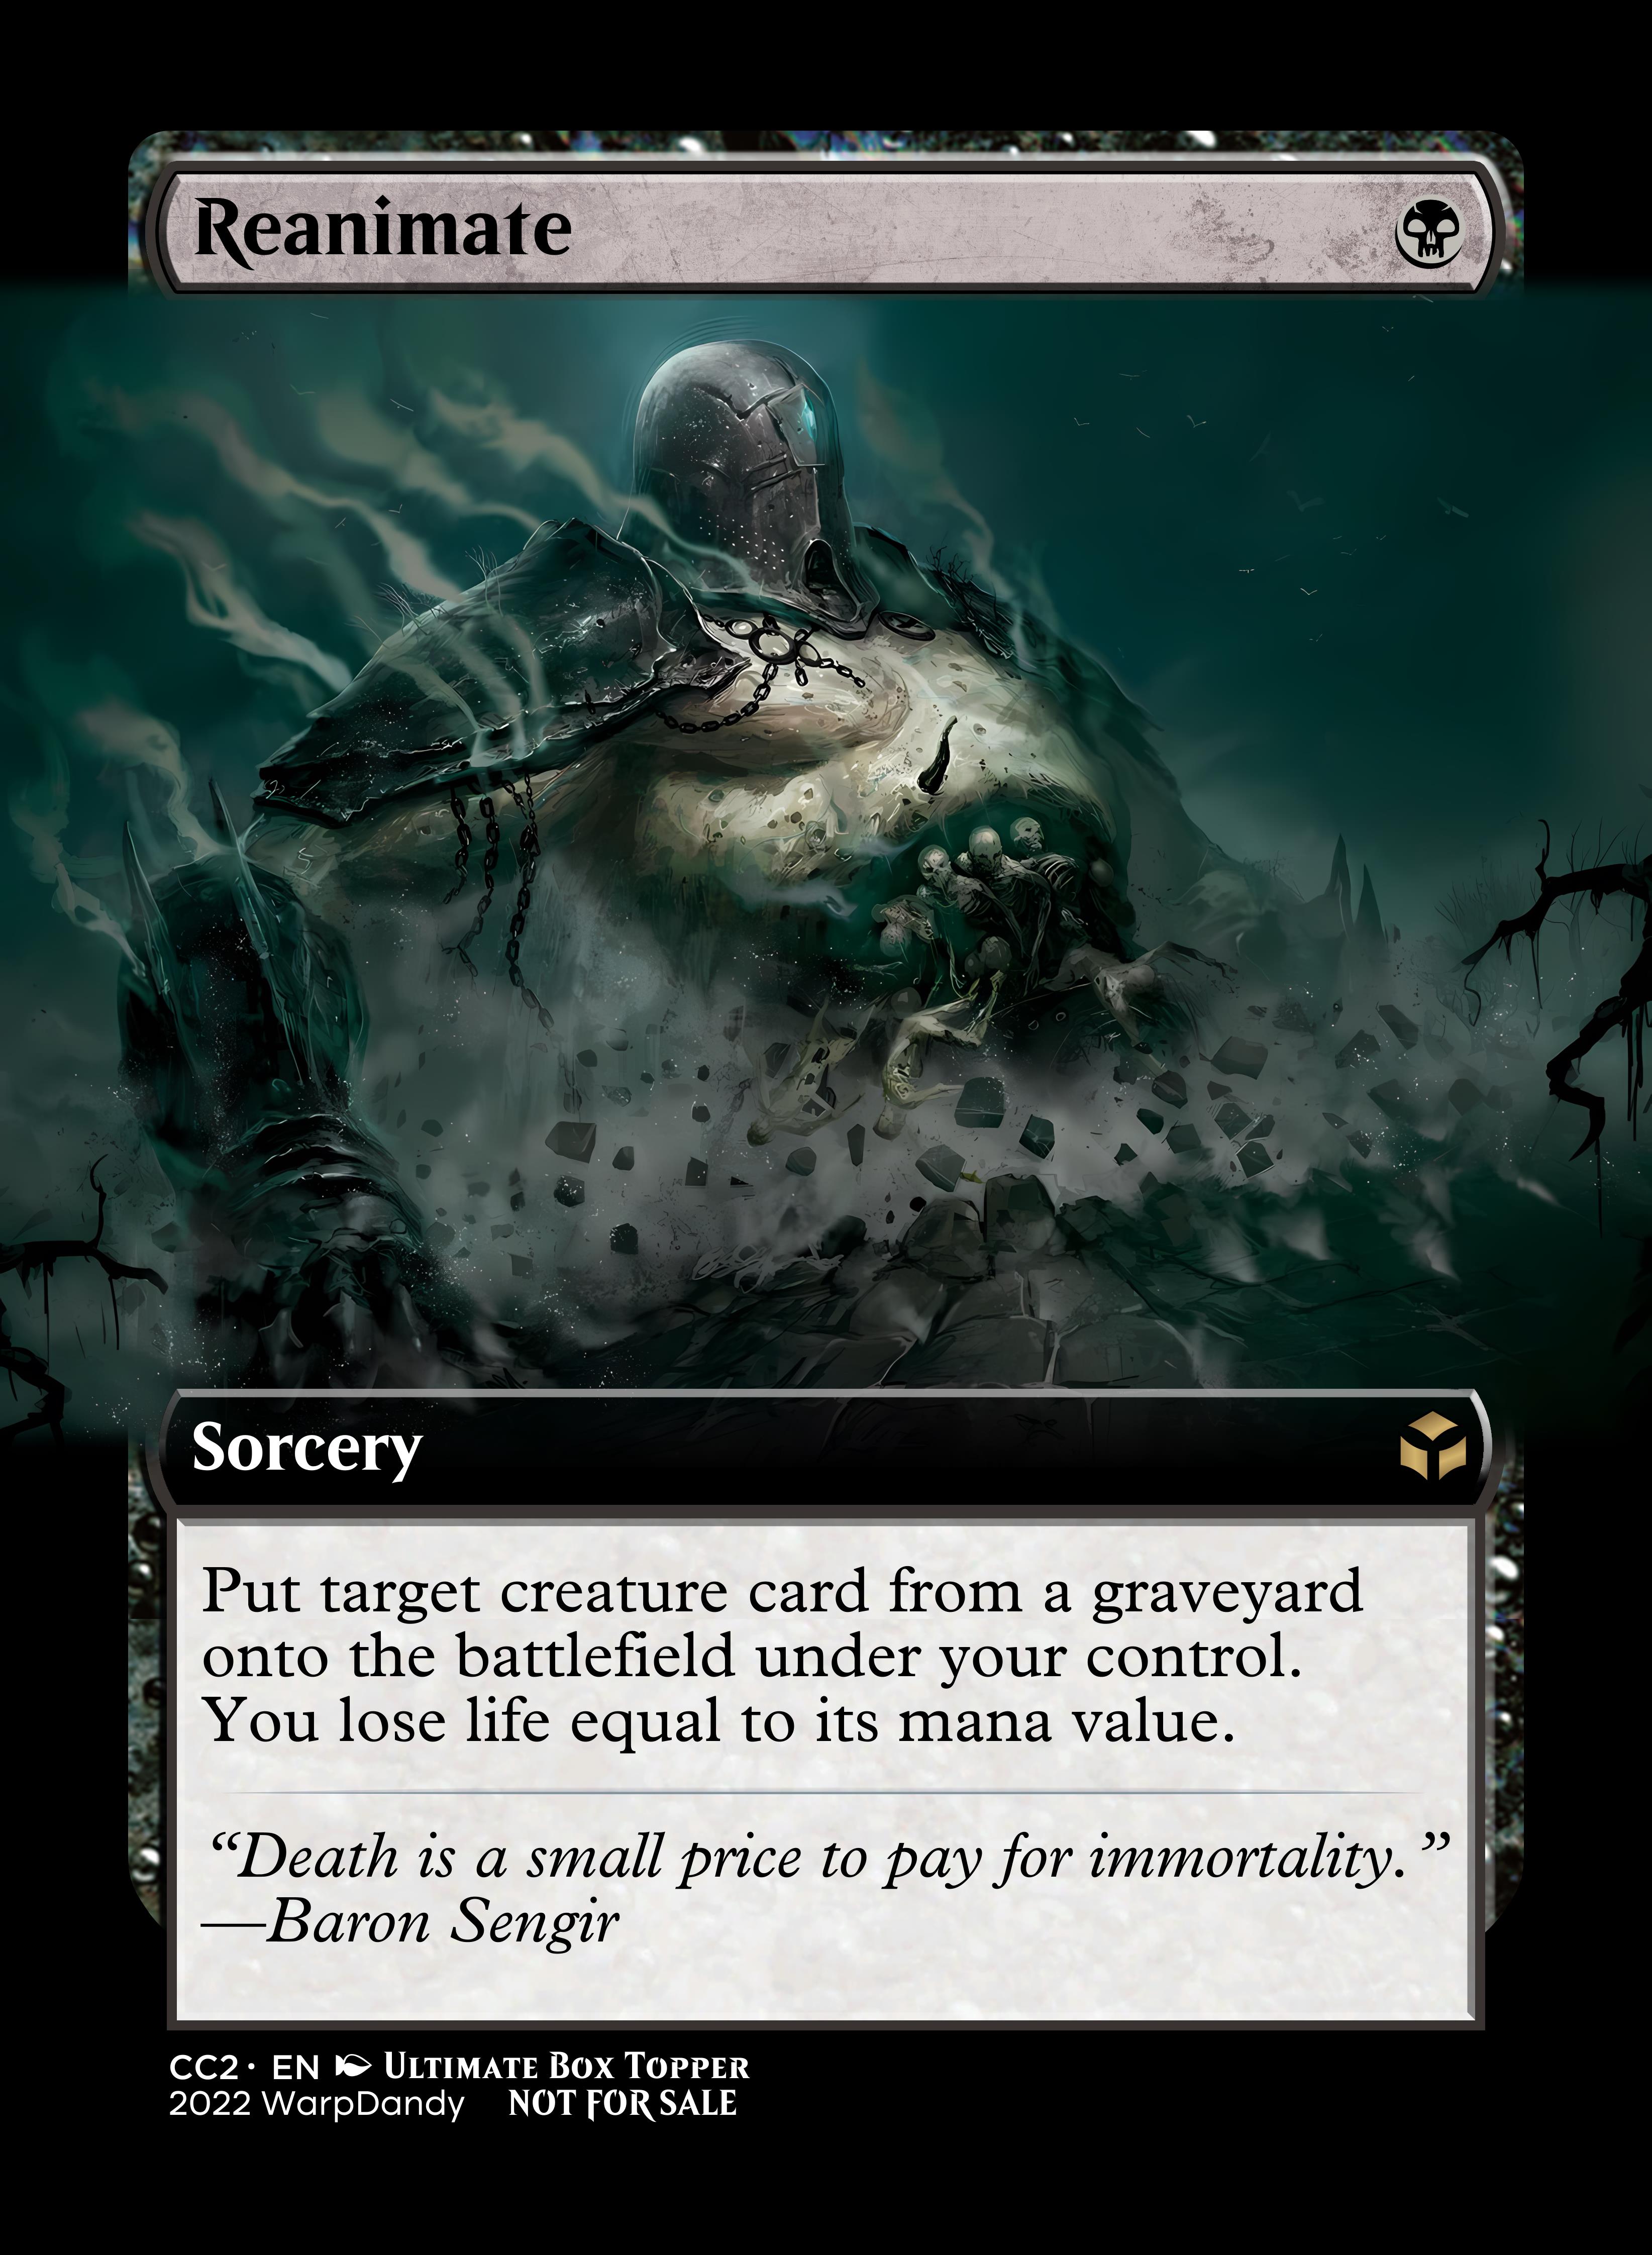 Reanimate
Sorcery
Put target creature card from a graveyard
onto the battlefield under your control.
You lose life equal to its mana value.
“Death is a small price to pay for immortality.”
—Baron Sengir
CC2 · EN Ultimate Box Topper
2022 WarpDandy NOT FOR SALE